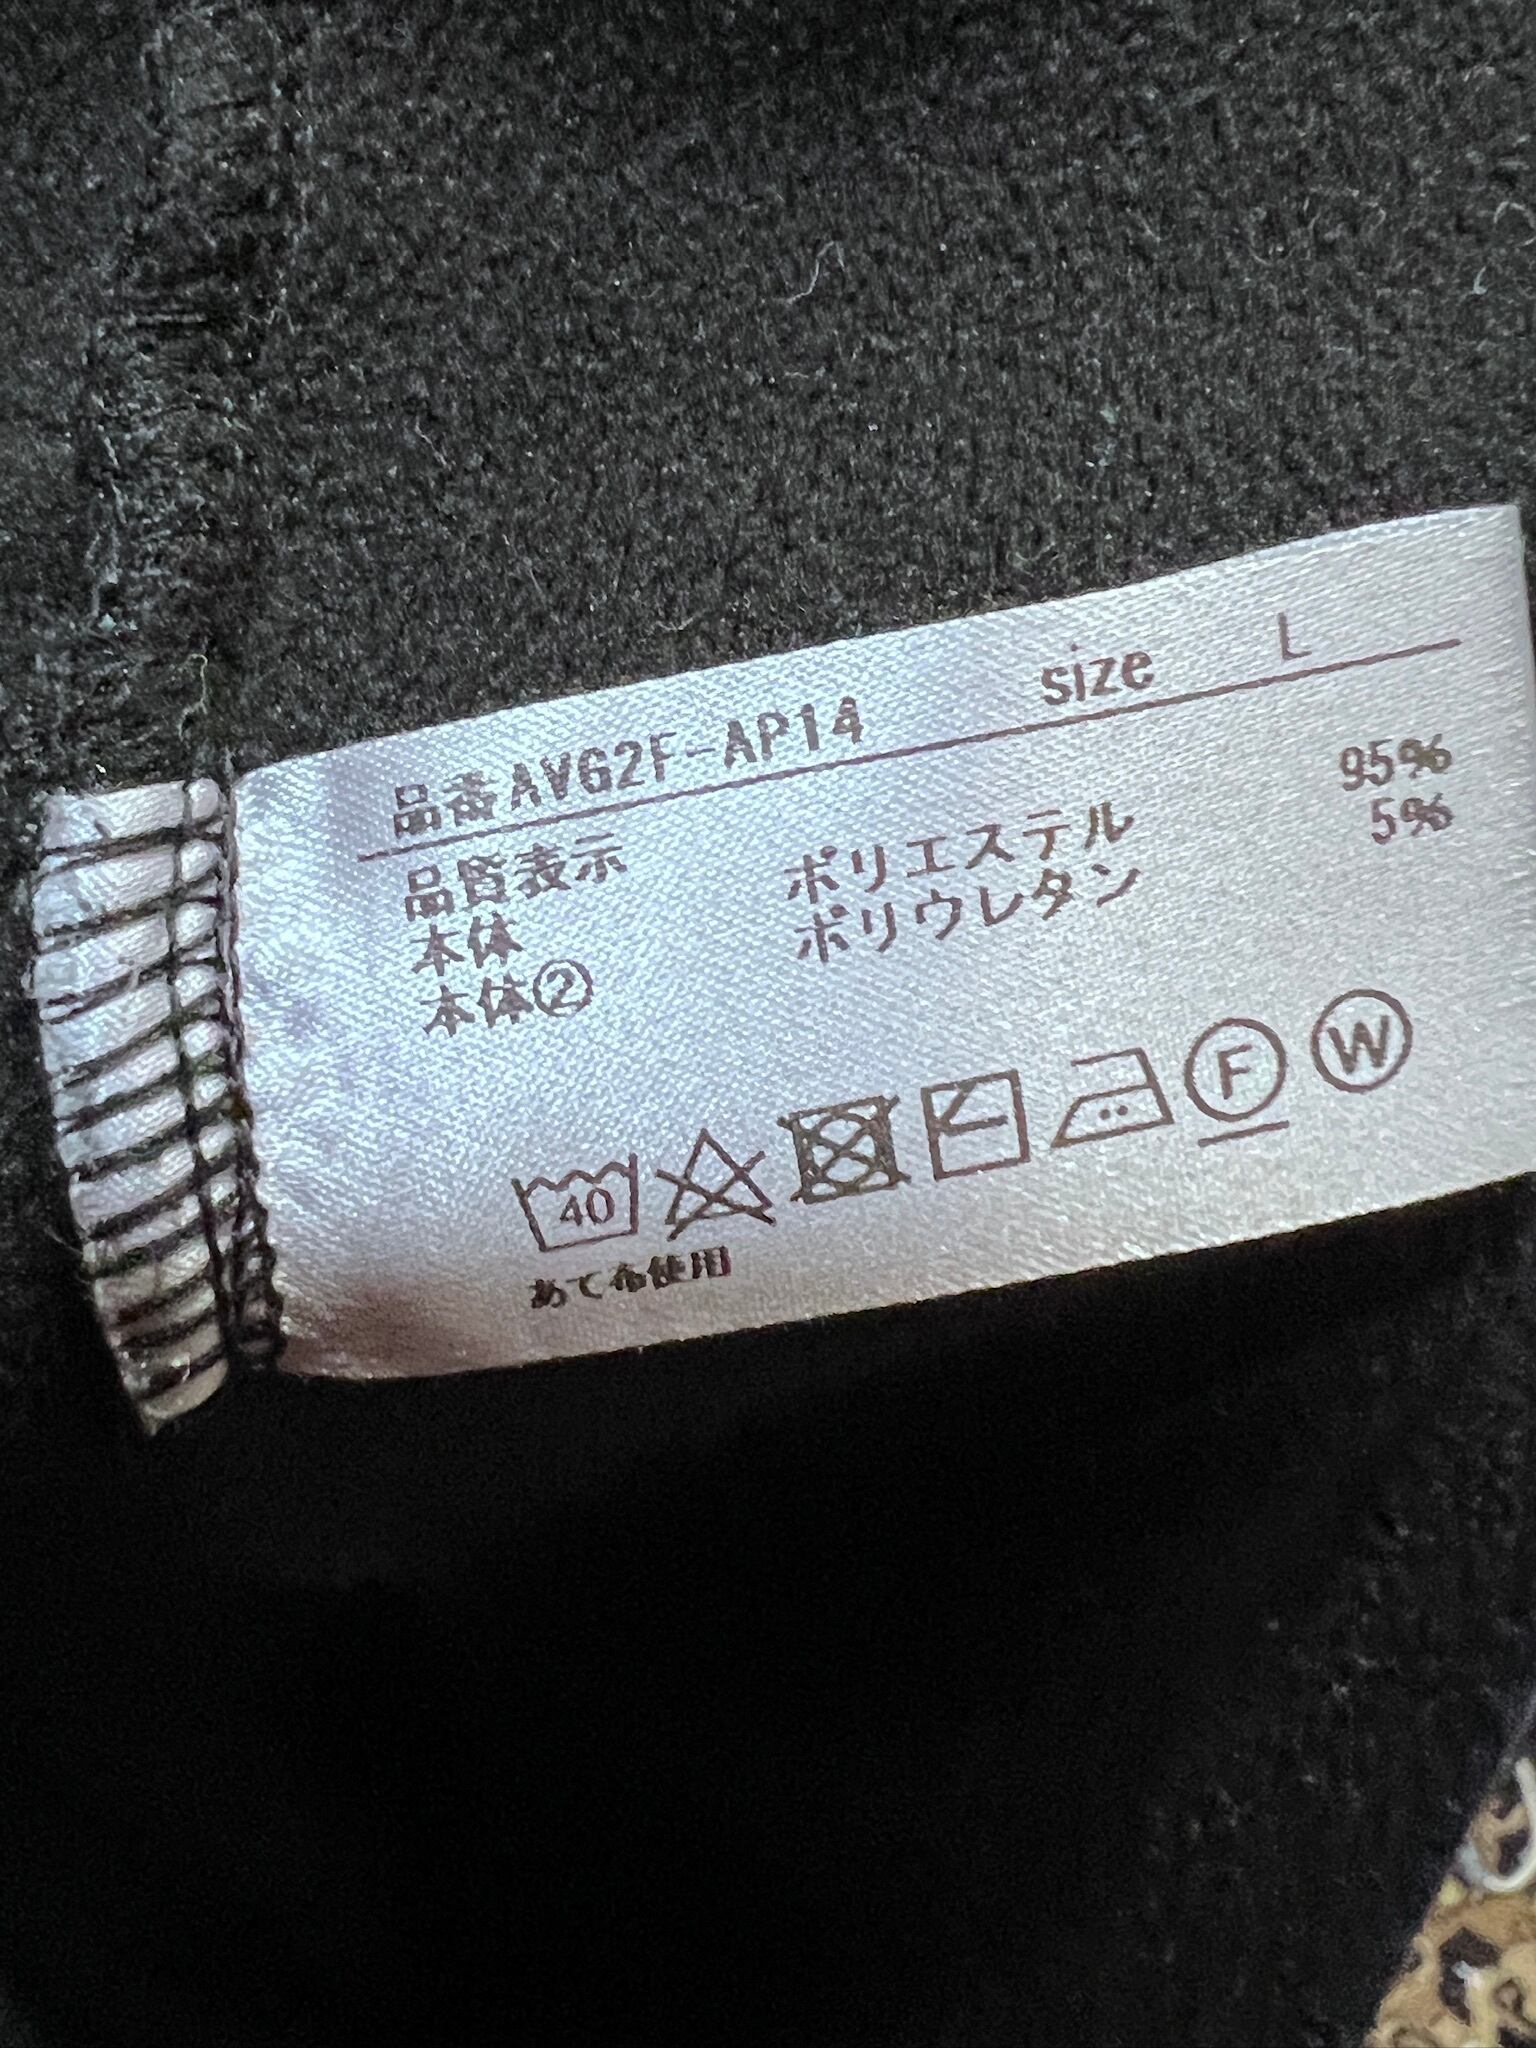 品番AVG2F-AP14 size L
品質表示
本体 ポリエステル 95%
本体② ポリウレタン 5%
40 F W
あて布使用